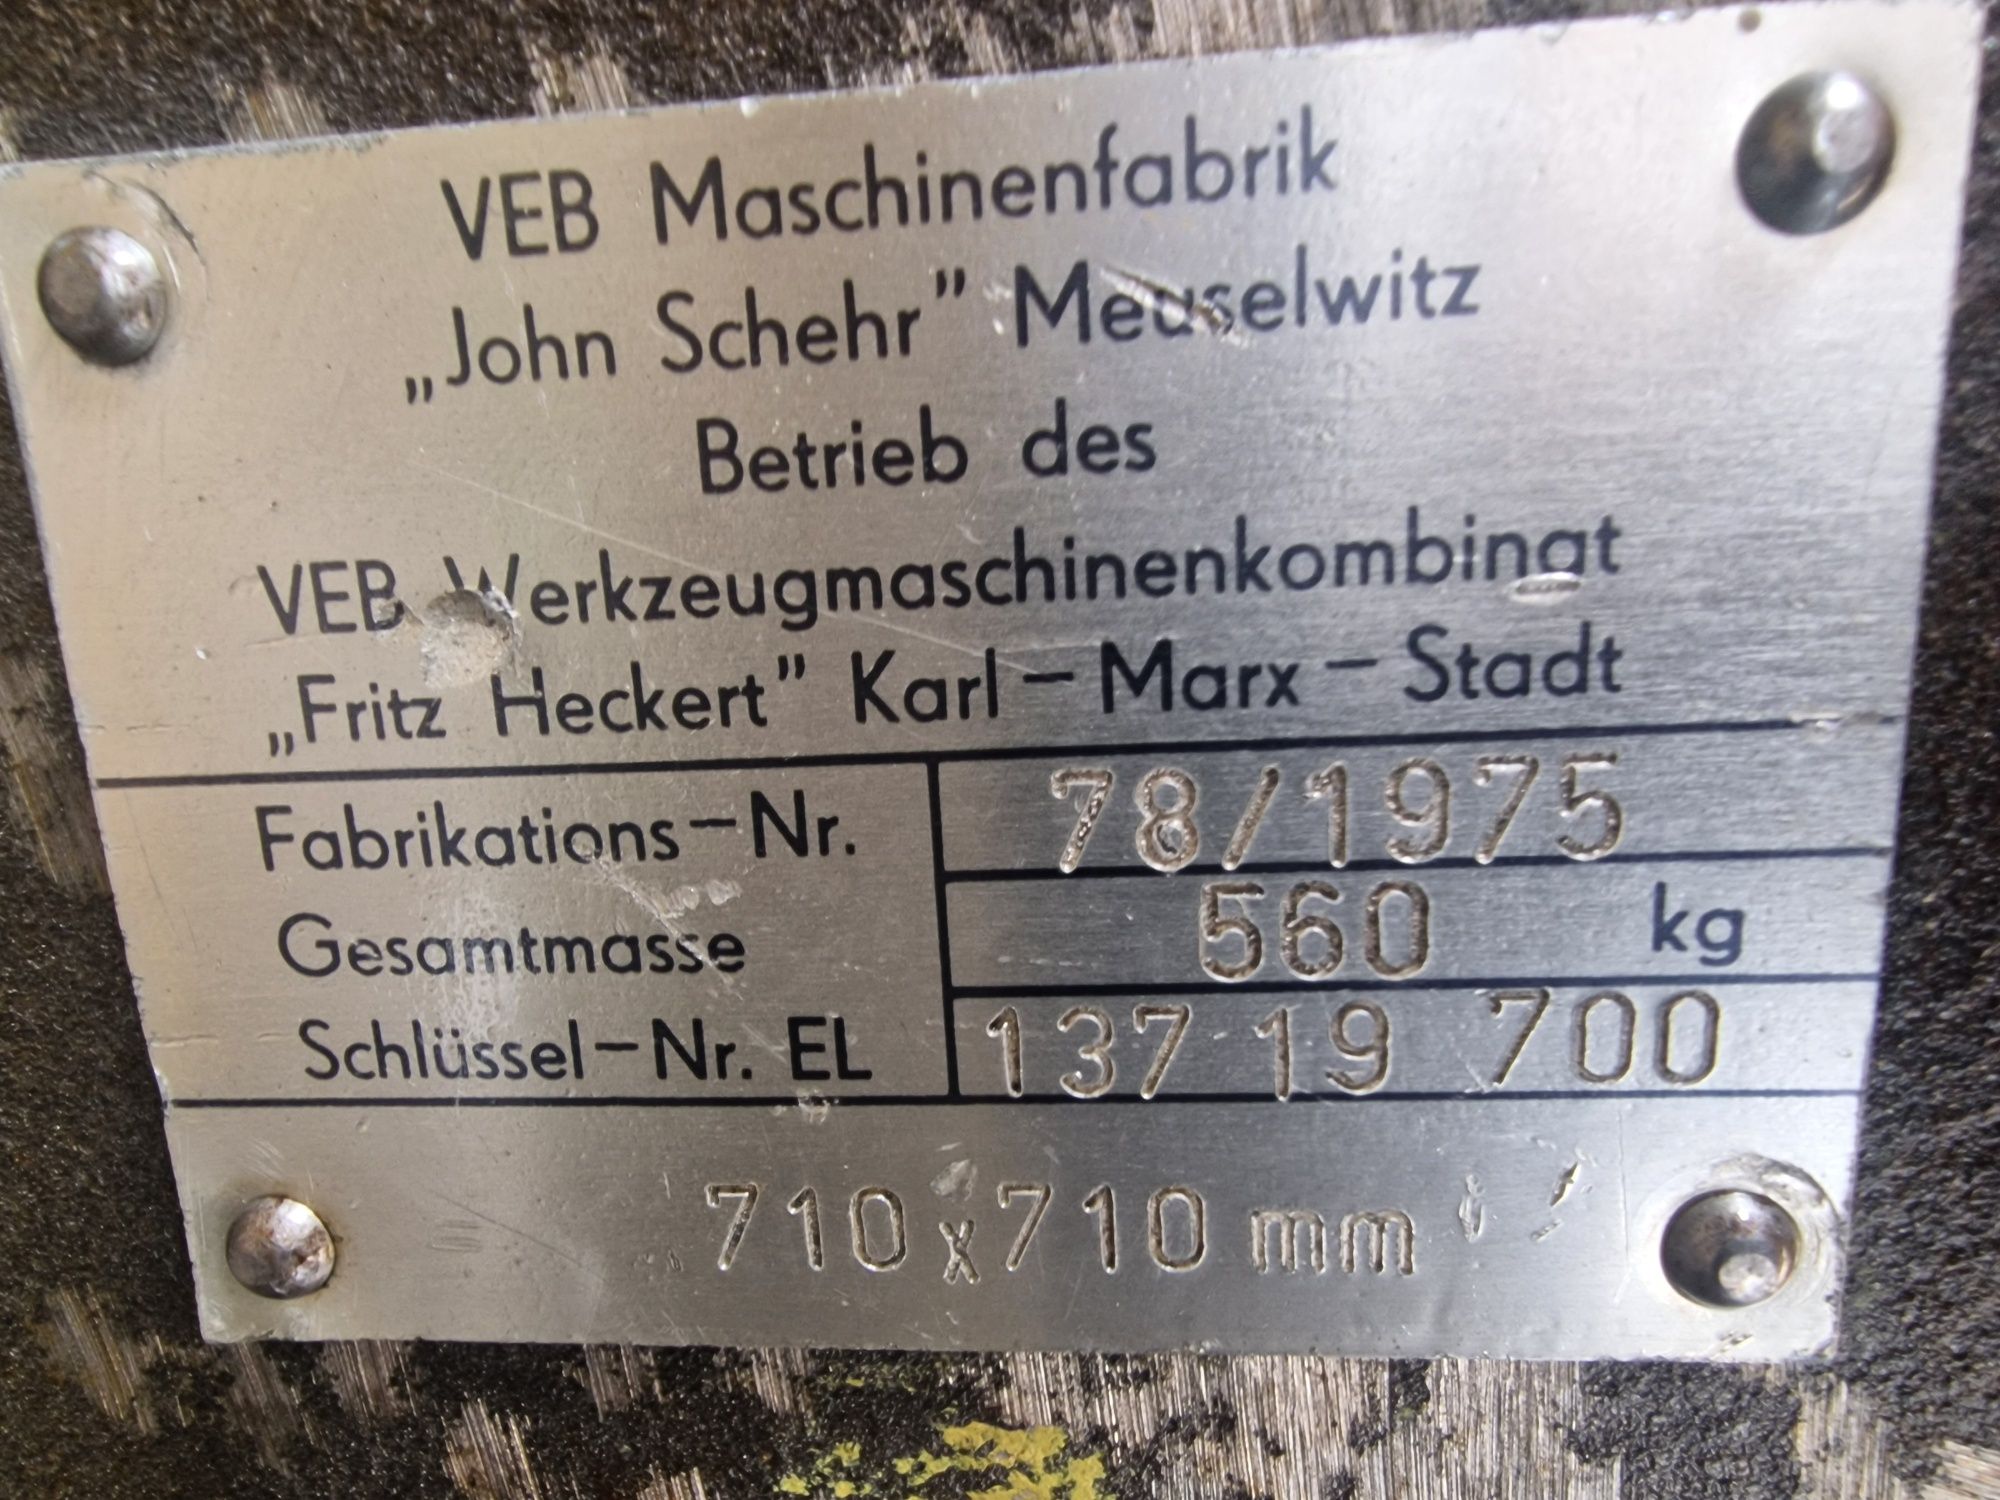 VEB Maschinenfabrik
„John Schehr” Meuselwitz
Betrieb des
VEB Werkzeugmaschinenkombinat
„Fritz Heckert” Karl–Marx–Stadt
Fabrikations–Nr. 78/1975
Gesamtmasse 560 kg
Schlüssel–Nr. EL 137 19 700
710x710 mm